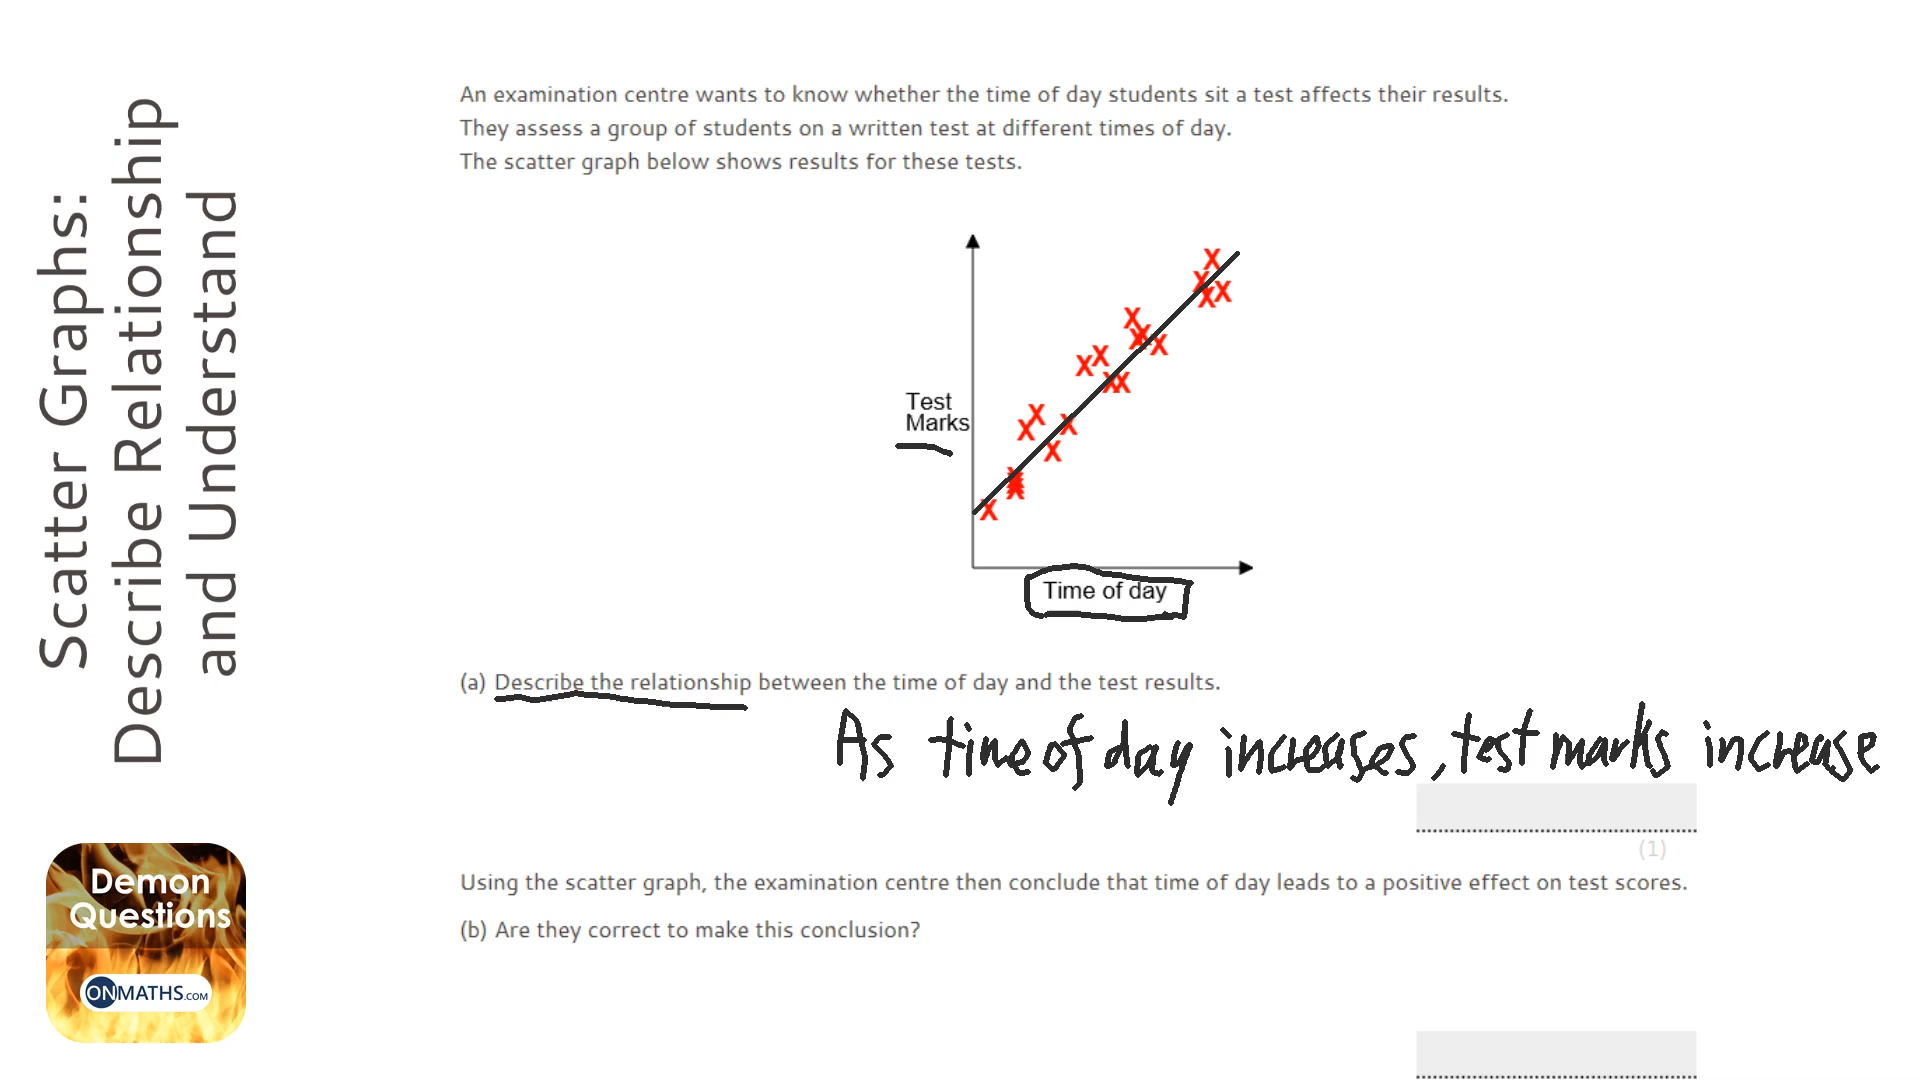 Scatter Graphs:
Describe Relationship
and Understand
An examination centre wants to know whether the time of day students sit a test affects their results.
They assess a group of students on a written test at different times of day.
The scatter graph below shows results for these tests.
Test
Marks
Time of day
(a) Describe the relationship between the time of day and the test results.
As time of day increases, test marks increase
(1)
Using the scatter graph, the examination centre then conclude that time of day leads to a positive effect on test scores.
(b) Are they correct to make this conclusion?
Demon
Questions
ONMATHS.COM